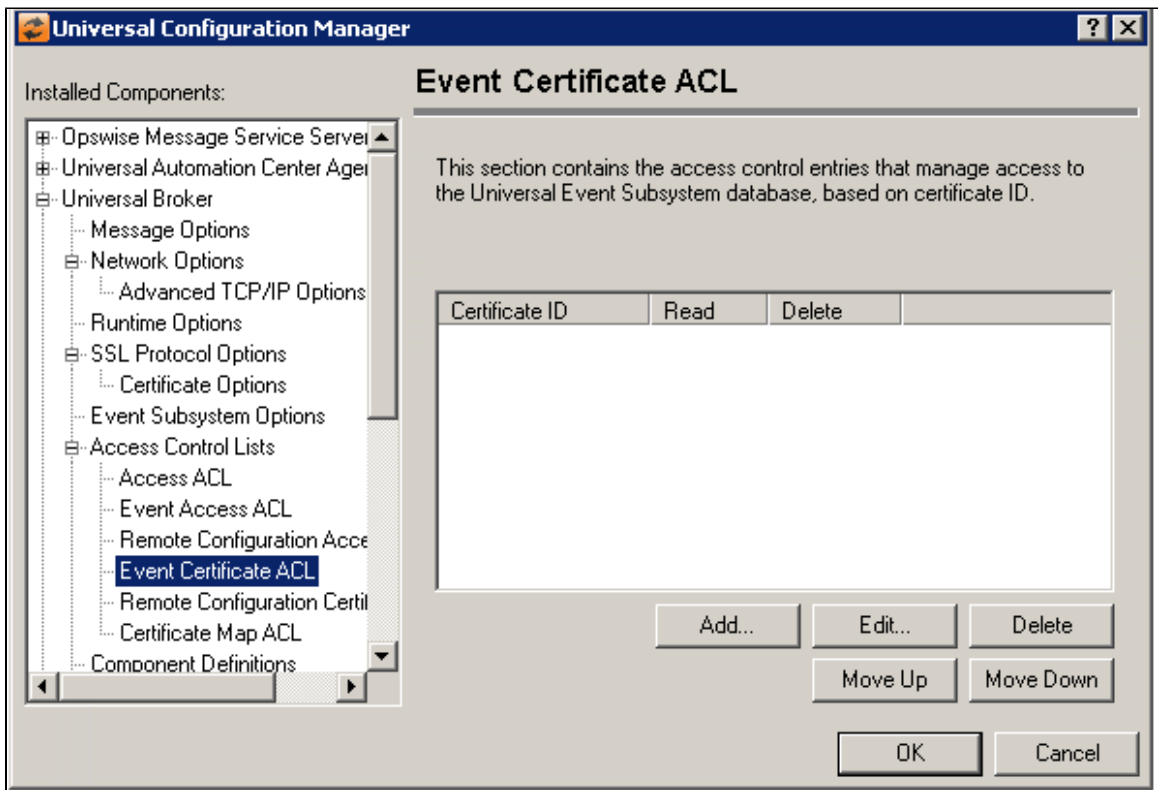 Universal Configuration Manager
Installed Components:
Opswise Message Service Server
Universal Automation Center Agen
Universal Broker
Message Options
Network Options
Advanced TCP/IP Options
Runtime Options
SSL Protocol Options
Certificate Options
Event Subsystem Options
Access Control Lists
Access ACL
Event Access ACL
Remote Configuration Acce
Event Certificate ACL
Remote Configuration Certif
Certificate Map ACL
Component Definitions
Event Certificate ACL
This section contains the access control entries that manage access to
the Universal Event Subsystem database, based on certificate ID.
Certificate ID Read Delete
Add... Edit... Delete
Move Up Move Down
OK Cancel